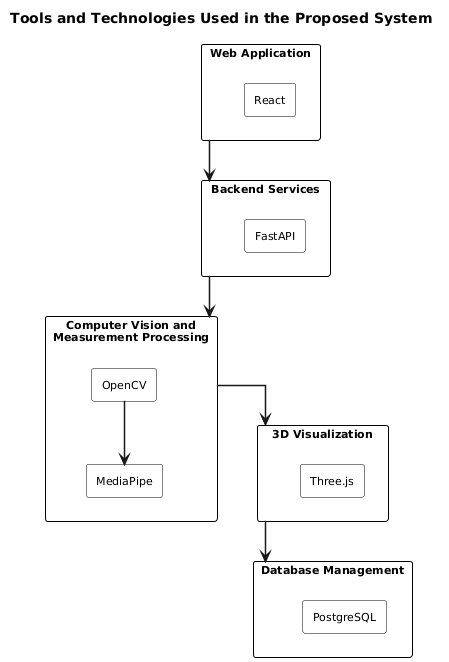 Tools and Technologies Used in the Proposed System
Web Application
React
Backend Services
FastAPI
Computer Vision and
Measurement Processing
OpenCV
MediaPipe
3D Visualization
Three.js
Database Management
PostgreSQL